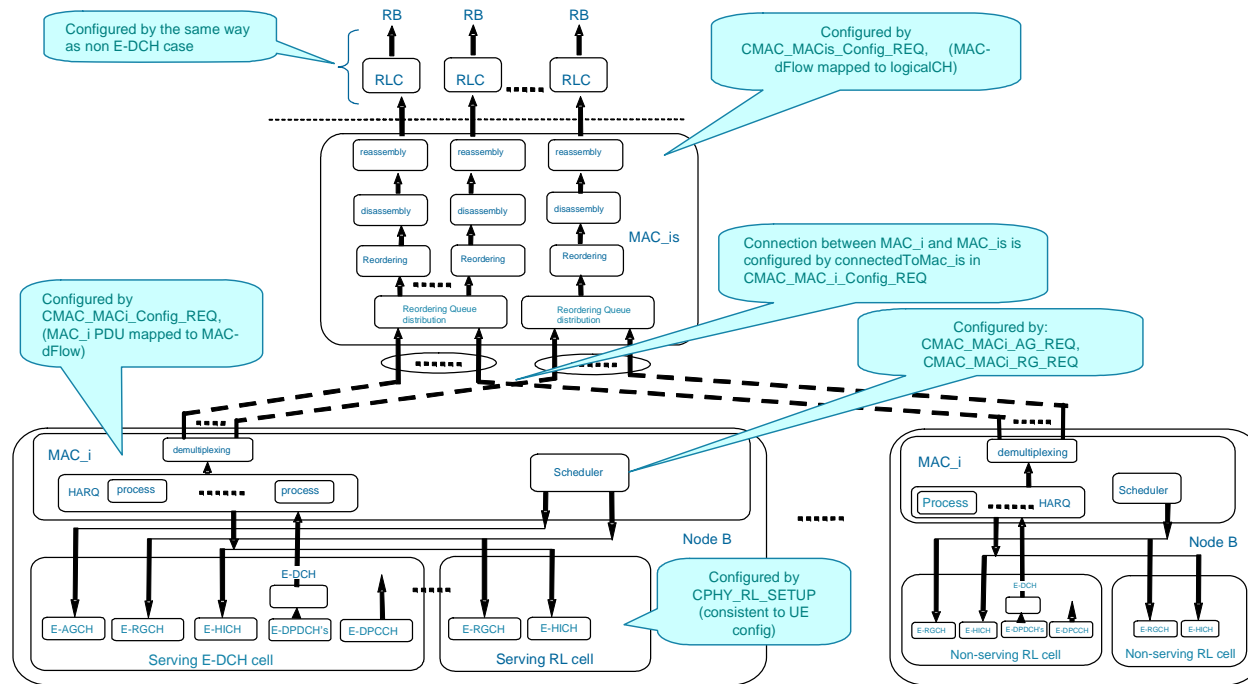 Configured by the same way
as non E-DCH case
RB
RB
RB
RLC
RLC
RLC
Configured by
CMAC_MACis_Config_REQ, (MAC-
dFlow mapped to logicalCH)
reassembly
reassembly
reassembly
disassembly
disassembly
disassembly
MAC_is
Reordering
Reordering
Reordering
Reordering Queue
distribution
Reordering Queue
distribution
Connection between MAC_i and MAC_is is
configured by connectedToMac_is in
CMAC_MAC_i_Config_REQ
Configured by
CMAC_MACi_Config_REQ,
(MAC_i PDU mapped to MAC-
dFlow)
Configured by:
CMAC_MACi_AG_REQ,
CMAC_MACi_RG_REQ
MAC_i
demultiplexing
HARQ
process
process
Scheduler
Node B
E-DCH
E-AGCH
E-RGCH
E-HICH
E-DPDCH's
E-DPCCH
Serving E-DCH cell
E-RGCH
E-HICH
Serving RL cell
Configured by
CPHY_RL_SETUP
(consistent to UE
config)
MAC_i
demultiplexing
Process
HARQ
Scheduler
Node B
E-DCH
E-RGCH
E-HICH
E-DPDCH's
E-DPCCH
Non-serving RL cell
E-RGCH
E-HICH
Non-serving RL cell